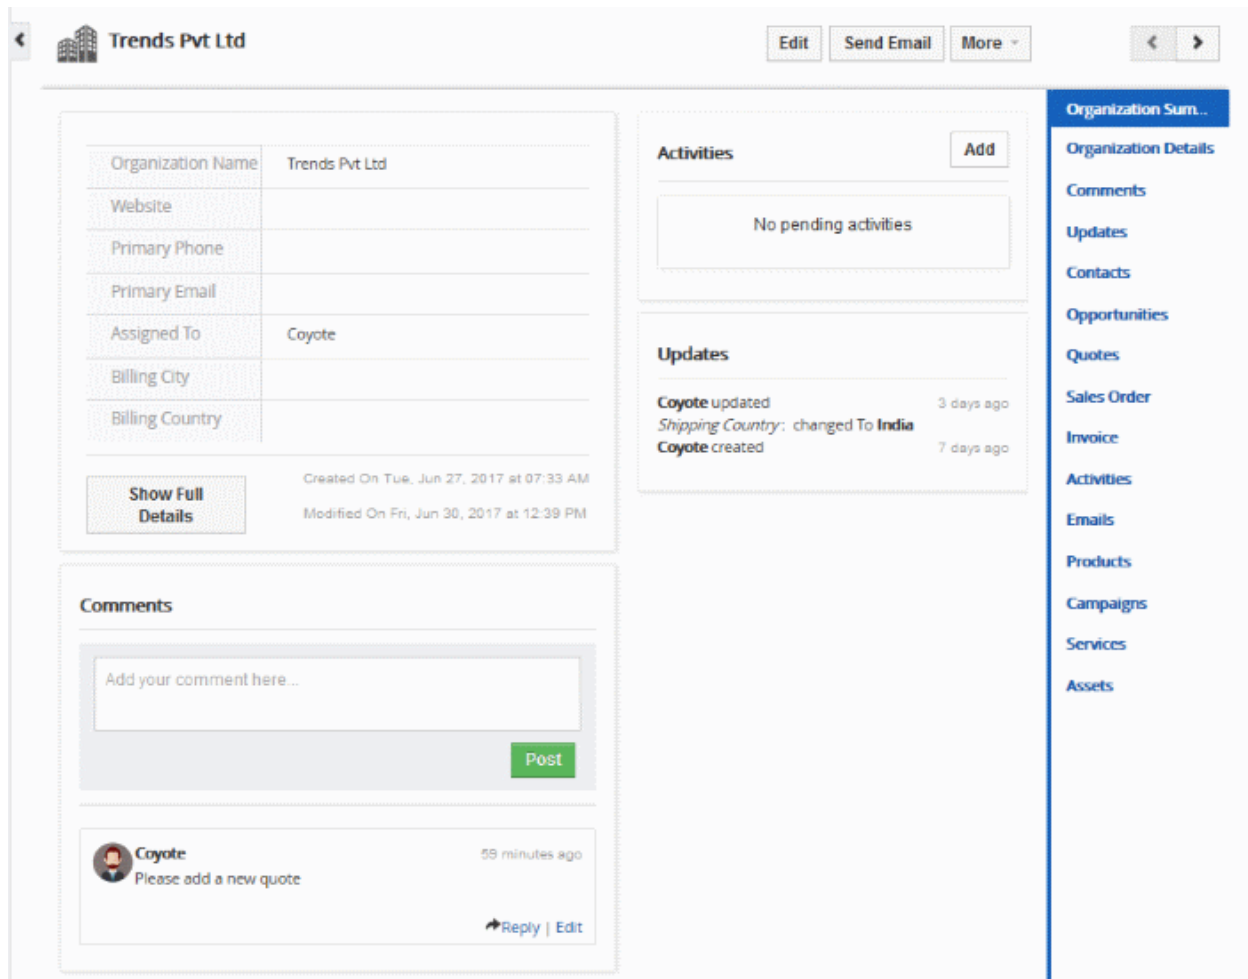 Trends Pvt Ltd
Edit
Send Email
More
Organization Name Trends Pvt Ltd
Website
Primary Phone
Primary Email
Assigned To Coyote
Billing City
Billing Country
Show Full
Details
Created On Tue, Jun 27, 2017 at 07:33 AM
Modified On Fri, Jun 30, 2017 at 12:39 PM
Comments
Add your comment here...
Post
Coyote 59 minutes ago
Please add a new quote
Reply | Edit
Activities
Add
No pending activities
Updates
Coyote updated 3 days ago
Shipping Country : changed To India
Coyote created 7 days ago
Organization Sum...
Organization Details
Comments
Updates
Contacts
Opportunities
Quotes
Sales Order
Invoice
Activities
Emails
Products
Campaigns
Services
Assets